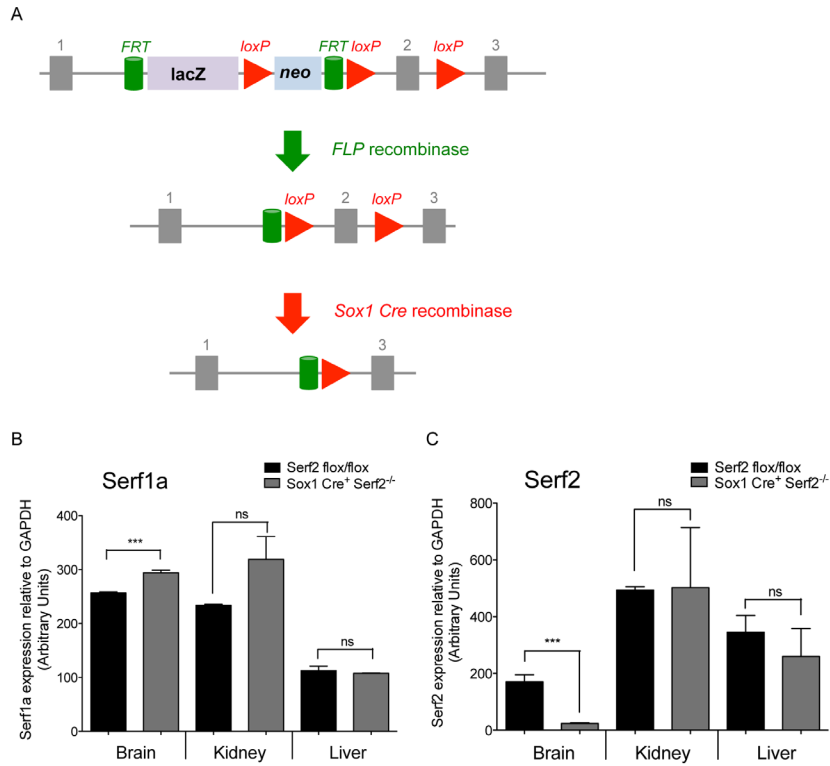 A
1 FRT loxP FRT loxP 2 loxP 3
lacZ neo
FLP recombinase
1 loxP 2 loxP 3
Sox1 Cre recombinase
1 3
B
Serf1a
Serf2 flox/flox
Sox1 Cre+ Serf2-/-
Serf1a expression relative to GAPDH
(Arbitrary Units)
400
300
200
100
0
*** ns ns
Brain Kidney Liver
C
Serf2
Serf2 flox/flox
Sox1 Cre+ Serf2-/-
Serf2 expression relative to GAPDH
(Arbitrary Units)
800
600
400
200
0
*** ns ns
Brain Kidney Liver